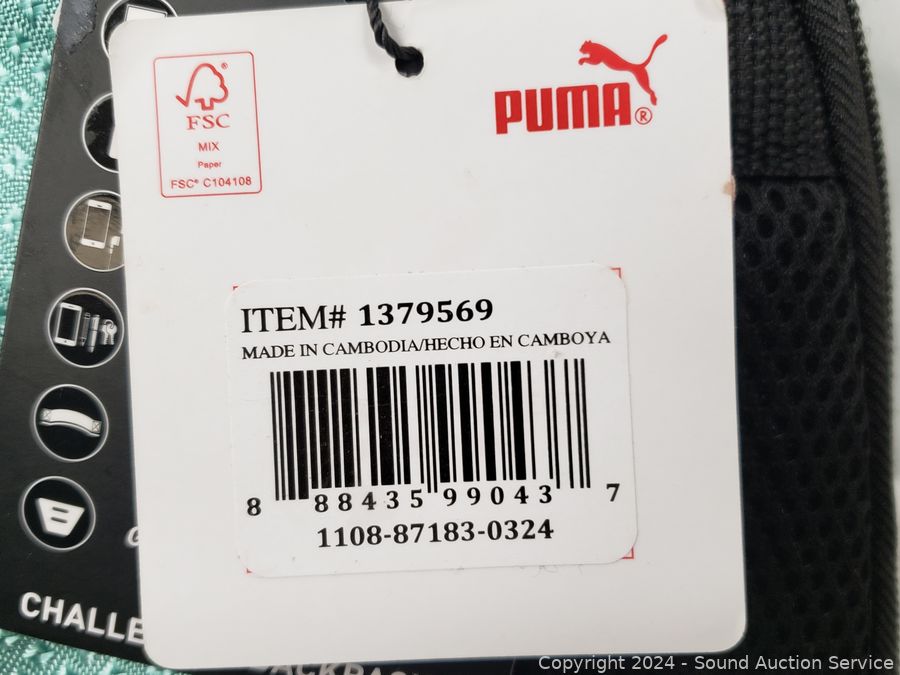 PUMA®
FSC®
MIX
Paper
FSC® C104108
ITEM# 1379569
MADE IN CAMBODIA/HECHO EN CAMBOYA
8 88435 99043 7
1108-87183-0324
Copyright 2024 - Sound Auction Service